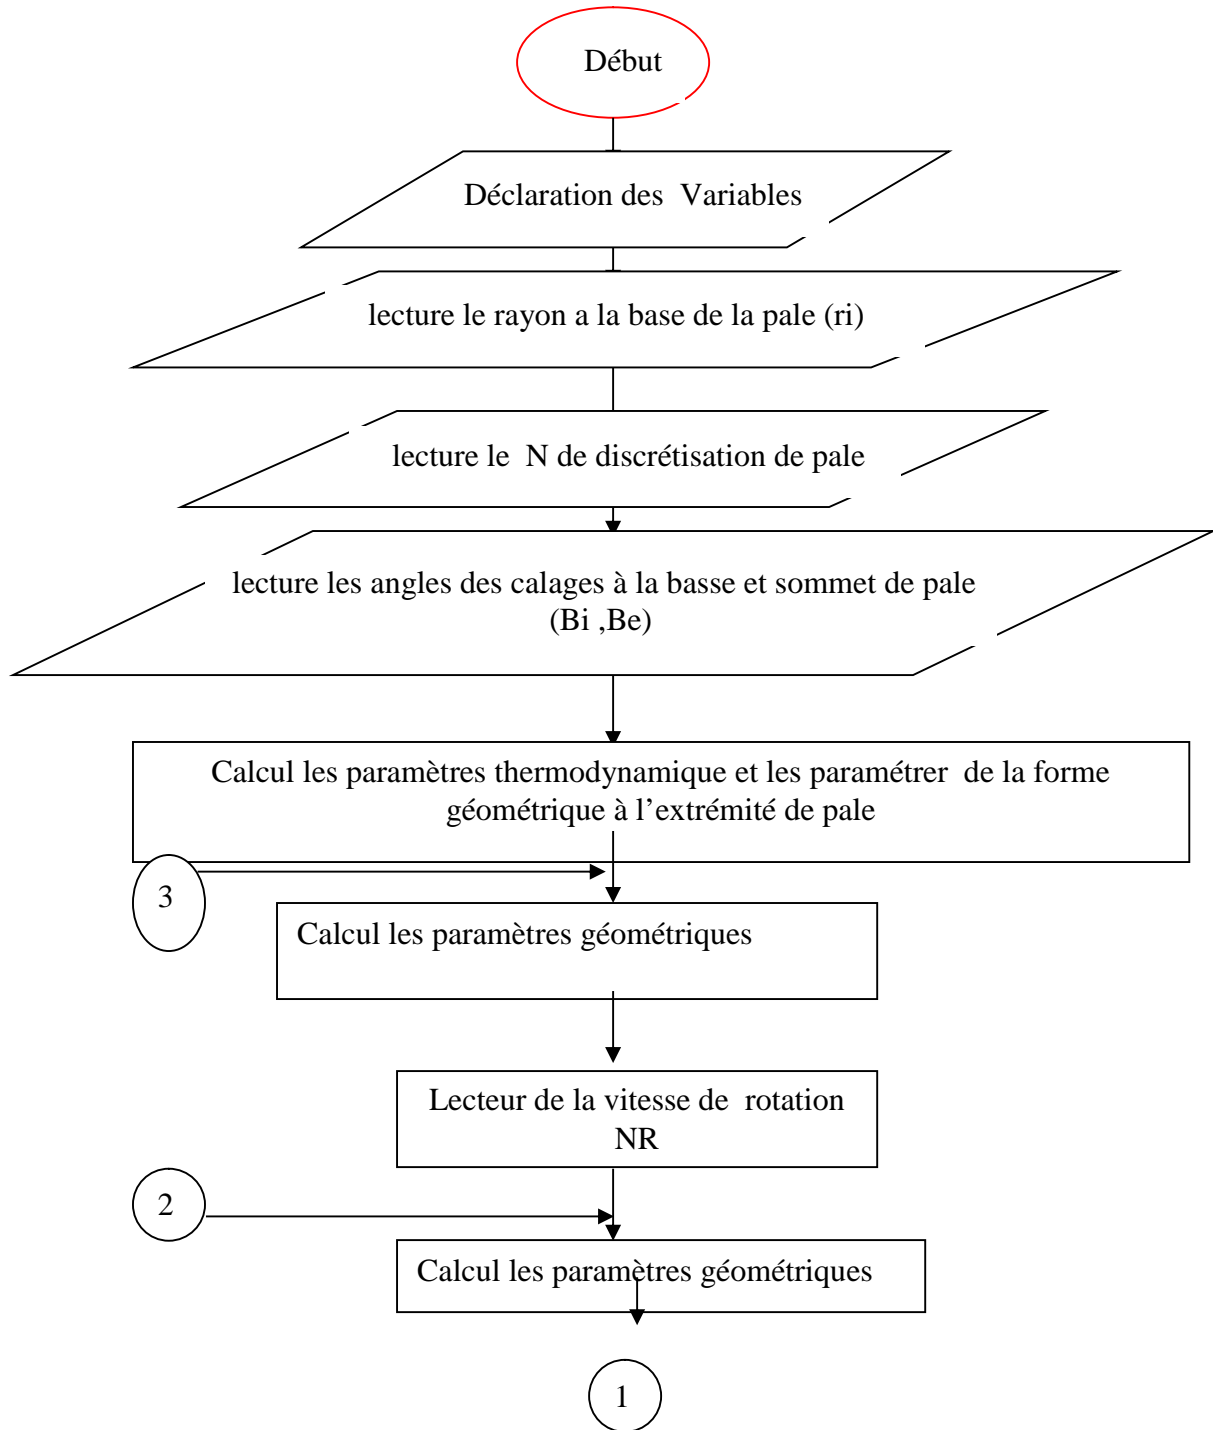 Début
Déclaration des Variables
lecture le rayon a la base de la pale (ri)
lecture le N de discrétisation de pale
lecture les angles des calages à la basse et sommet de pale
(Bi ,Be)
Calcul les paramètres thermodynamique et les paramétrer de la forme
géométrique à l’extrémité de pale
3
Calcul les paramètres géométriques
Lecteur de la vitesse de rotation
NR
2
Calcul les paramètres géométriques
1